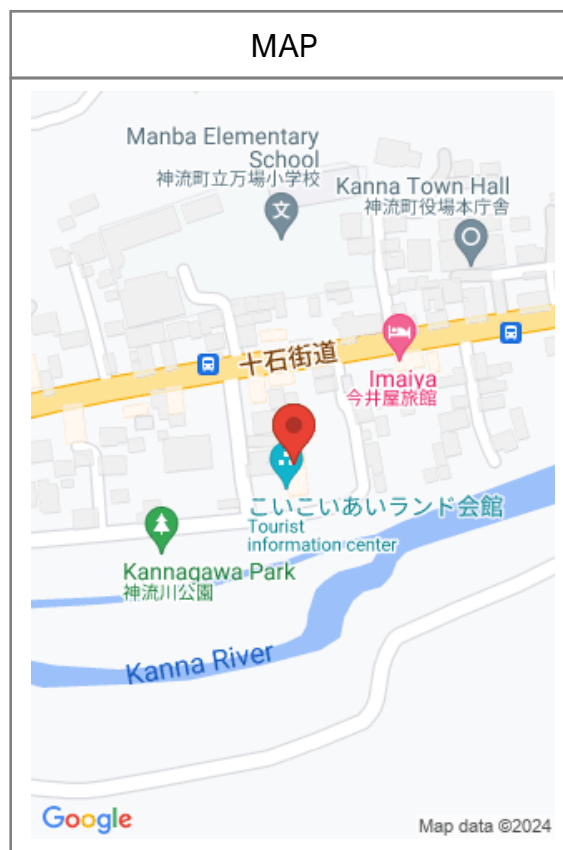 MAP
Manba Elementary
School
神流町立万場小学校
文
Kanna Town Hall
神流町役場本庁舎
十石街道
Imaiya
今井屋旅館
こいこいあいランド会館
Tourist
information center
Kannagawa Park
神流川公園
Kanna River
Google
Map data ©2024